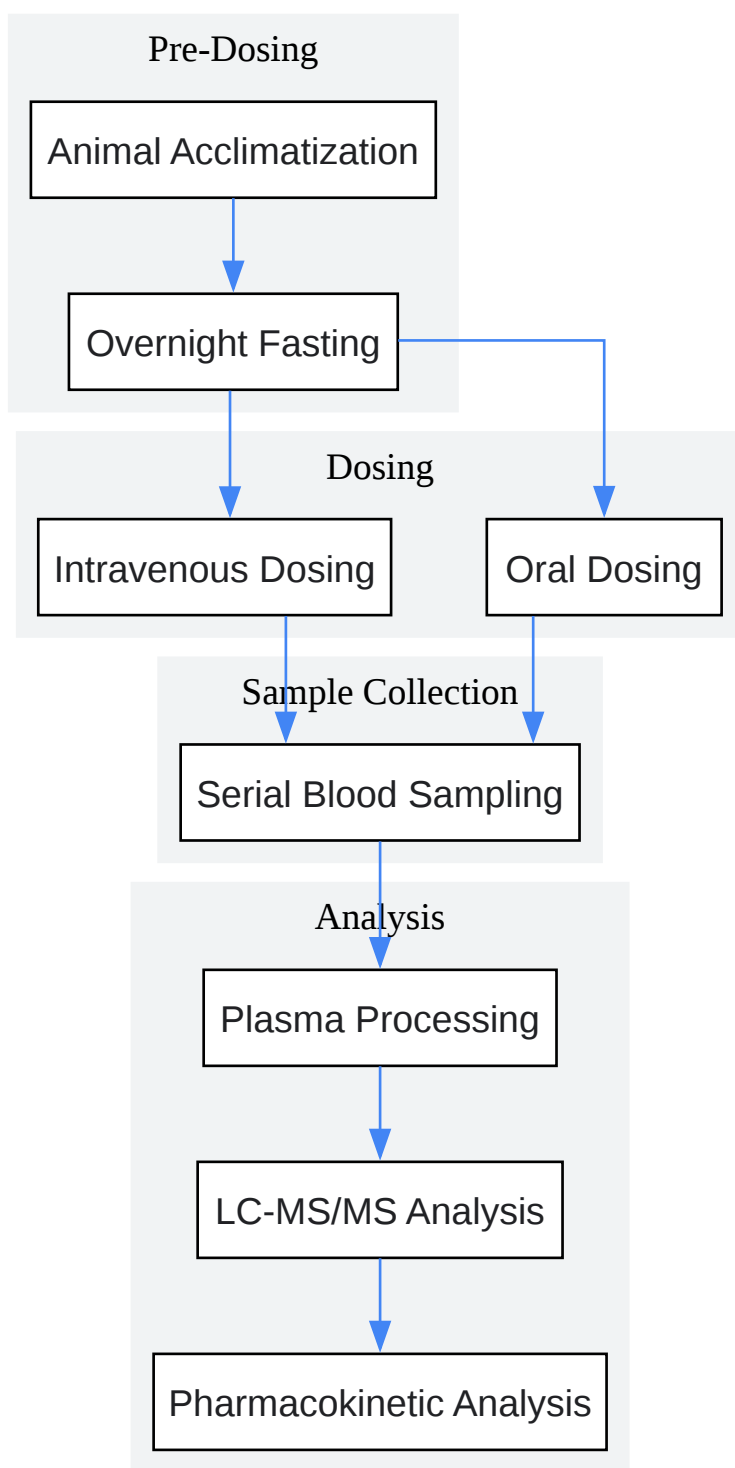 Pre-Dosing
Animal Acclimatization
Overnight Fasting
Dosing
Intravenous Dosing
Oral Dosing
Sample Collection
Serial Blood Sampling
Analysis
Plasma Processing
LC-MS/MS Analysis
Pharmacokinetic Analysis